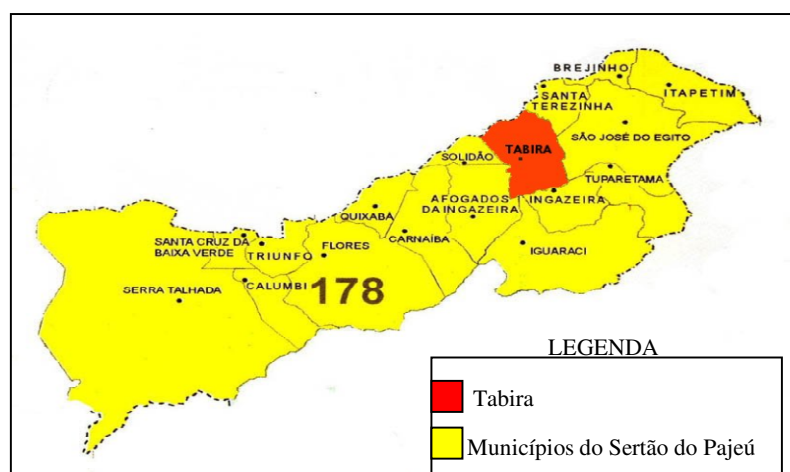 BREJINHO
ITAPETIM
SANTA
TEREZINHA
SÃO JOSÉ DO EGITO
TABIRA
SOLIDÃO
TUPARETAMA
INGAZEIRA
AFOGADOS
DA INGAZEIRA
QUIXABA
CARNAÍBA
IGUARACI
SANTA CRUZ DA
BAIXA VERDE
TRIUNFO
FLORES
CALUMBI
178
SERRA TALHADA
LEGENDA
Tabira
Municípios do Sertão do Pajeú